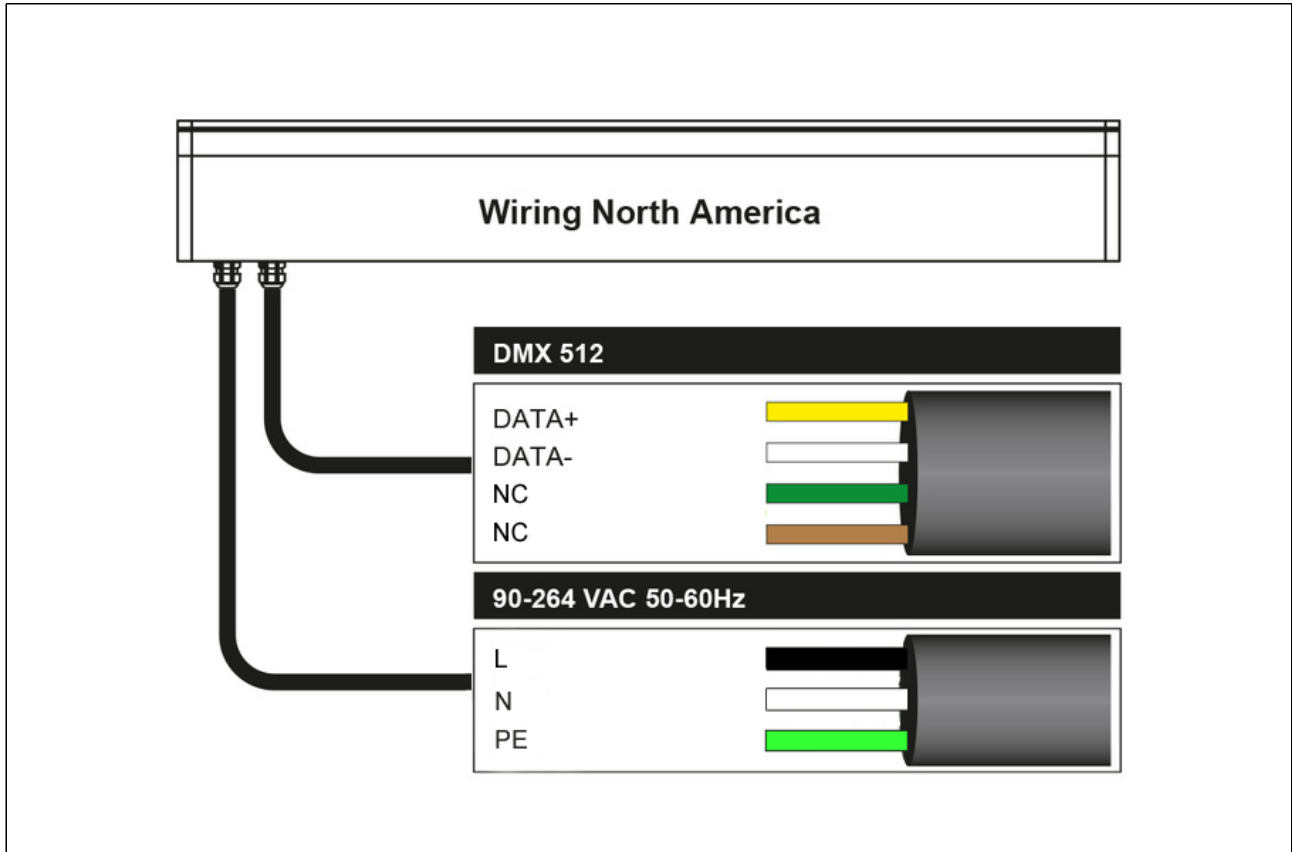 Wiring North America
DMX 512
DATA+
DATA-
NC
NC
90-264 VAC 50-60Hz
L
N
PE